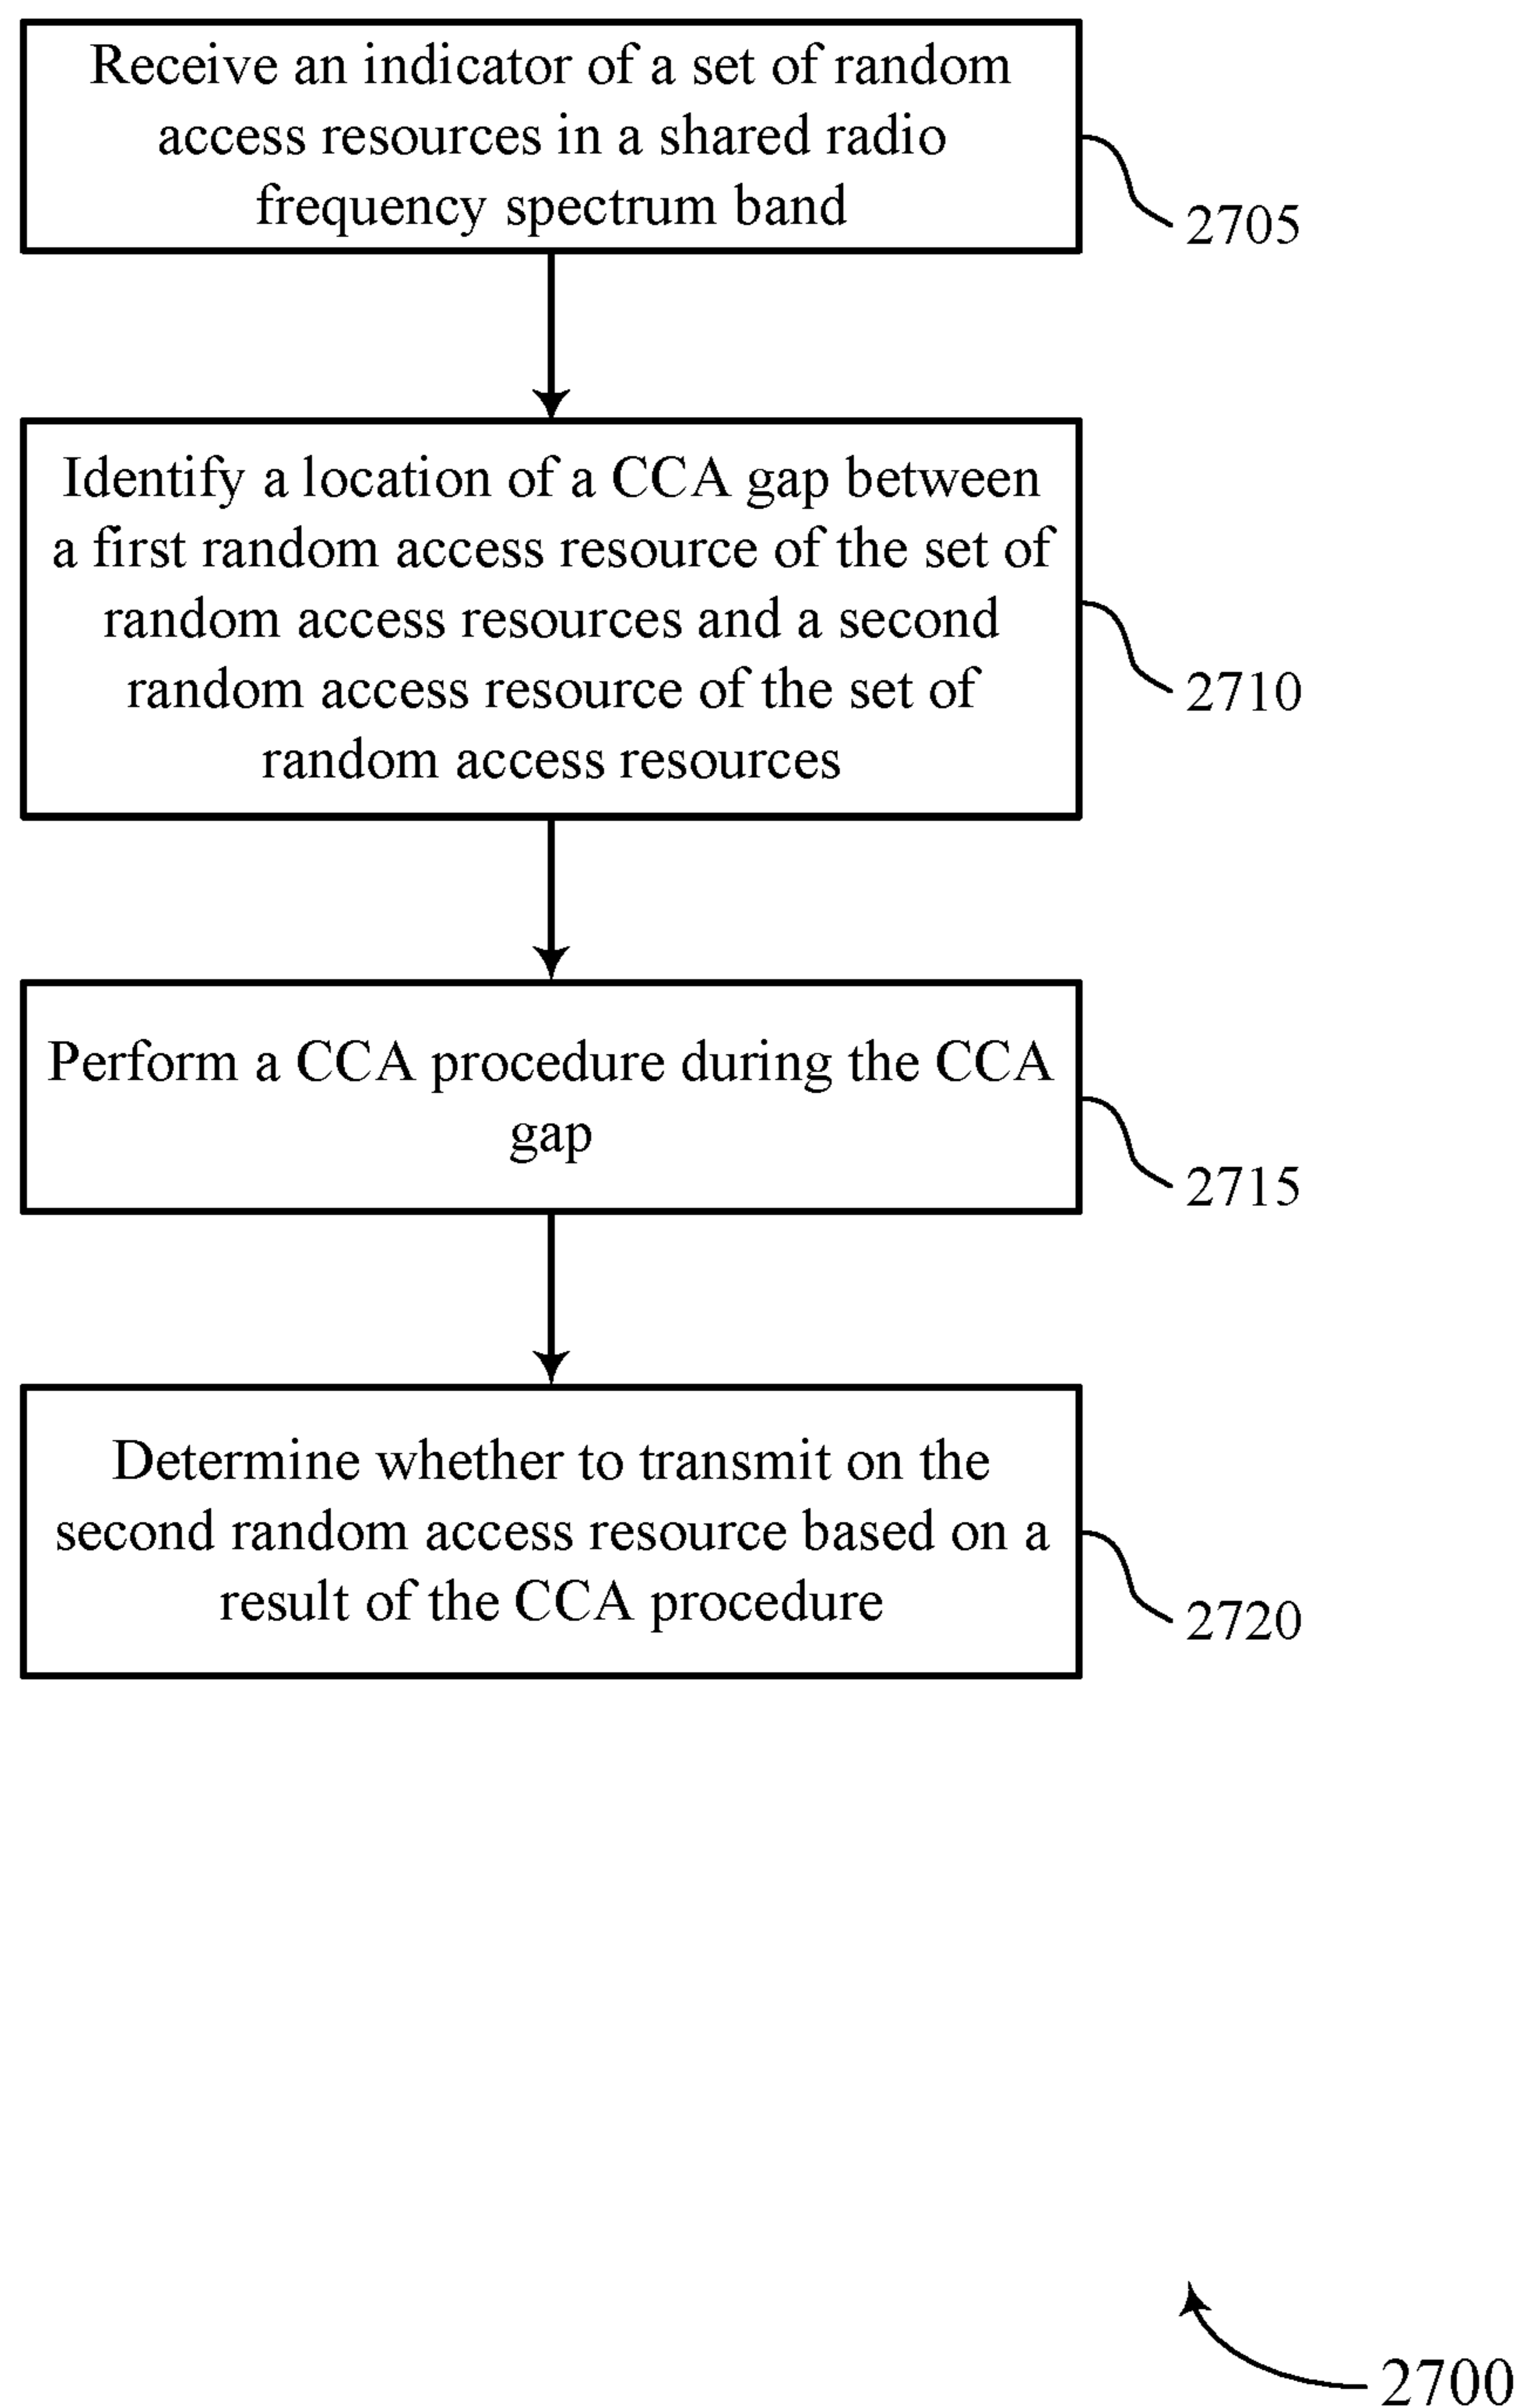 Receive an indicator of a set of random
access resources in a shared radio
frequency spectrum band
2705
Identify a location of a CCA gap between
a first random access resource of the set of
random access resources and a second
random access resource of the set of
random access resources
2710
Perform a CCA procedure during the CCA
gap
2715
Determine whether to transmit on the
second random access resource based on a
result of the CCA procedure
2720
2700